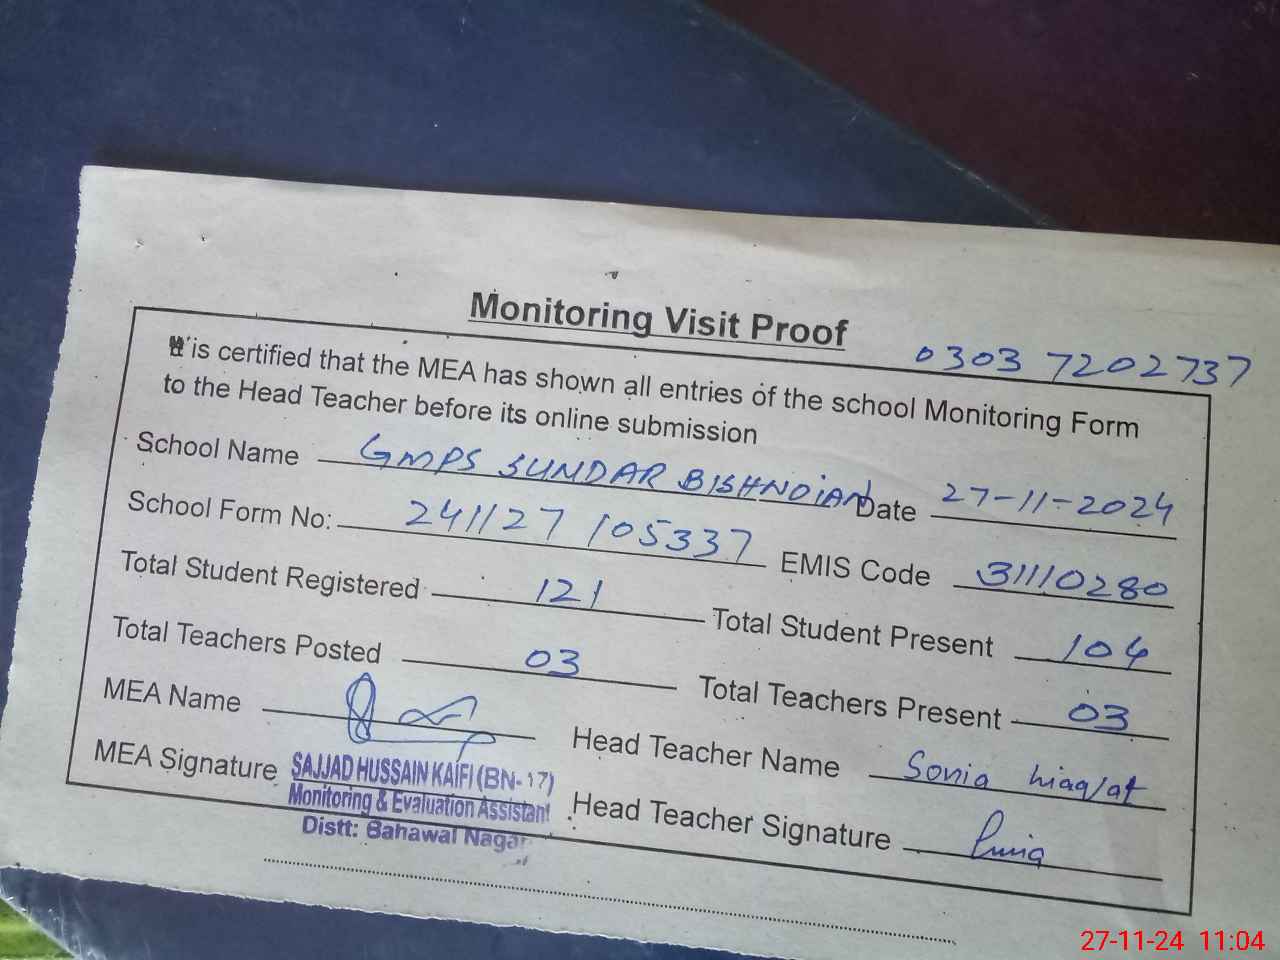 Monitoring Visit Proof
0303 7202737
It is certified that the MEA has shown all entries of the school Monitoring Form
to the Head Teacher before its online submission
School Name GMPS SUNDAR BISHNOIAN Date 27-11-2024
School Form No: 241127 105337 EMIS Code 31110280
Total Student Registered 121 Total Student Present 104
Total Teachers Posted 03 Total Teachers Present 03
MEA Name Head Teacher Name Sonia Liaqat
MEA Signature Head Teacher Signature
SAJJAD HUSSAIN KAIFI (BN-17)
Monitoring & Evaluation Assistant
Distt: Bahawal Nagar
27-11-24 11:04